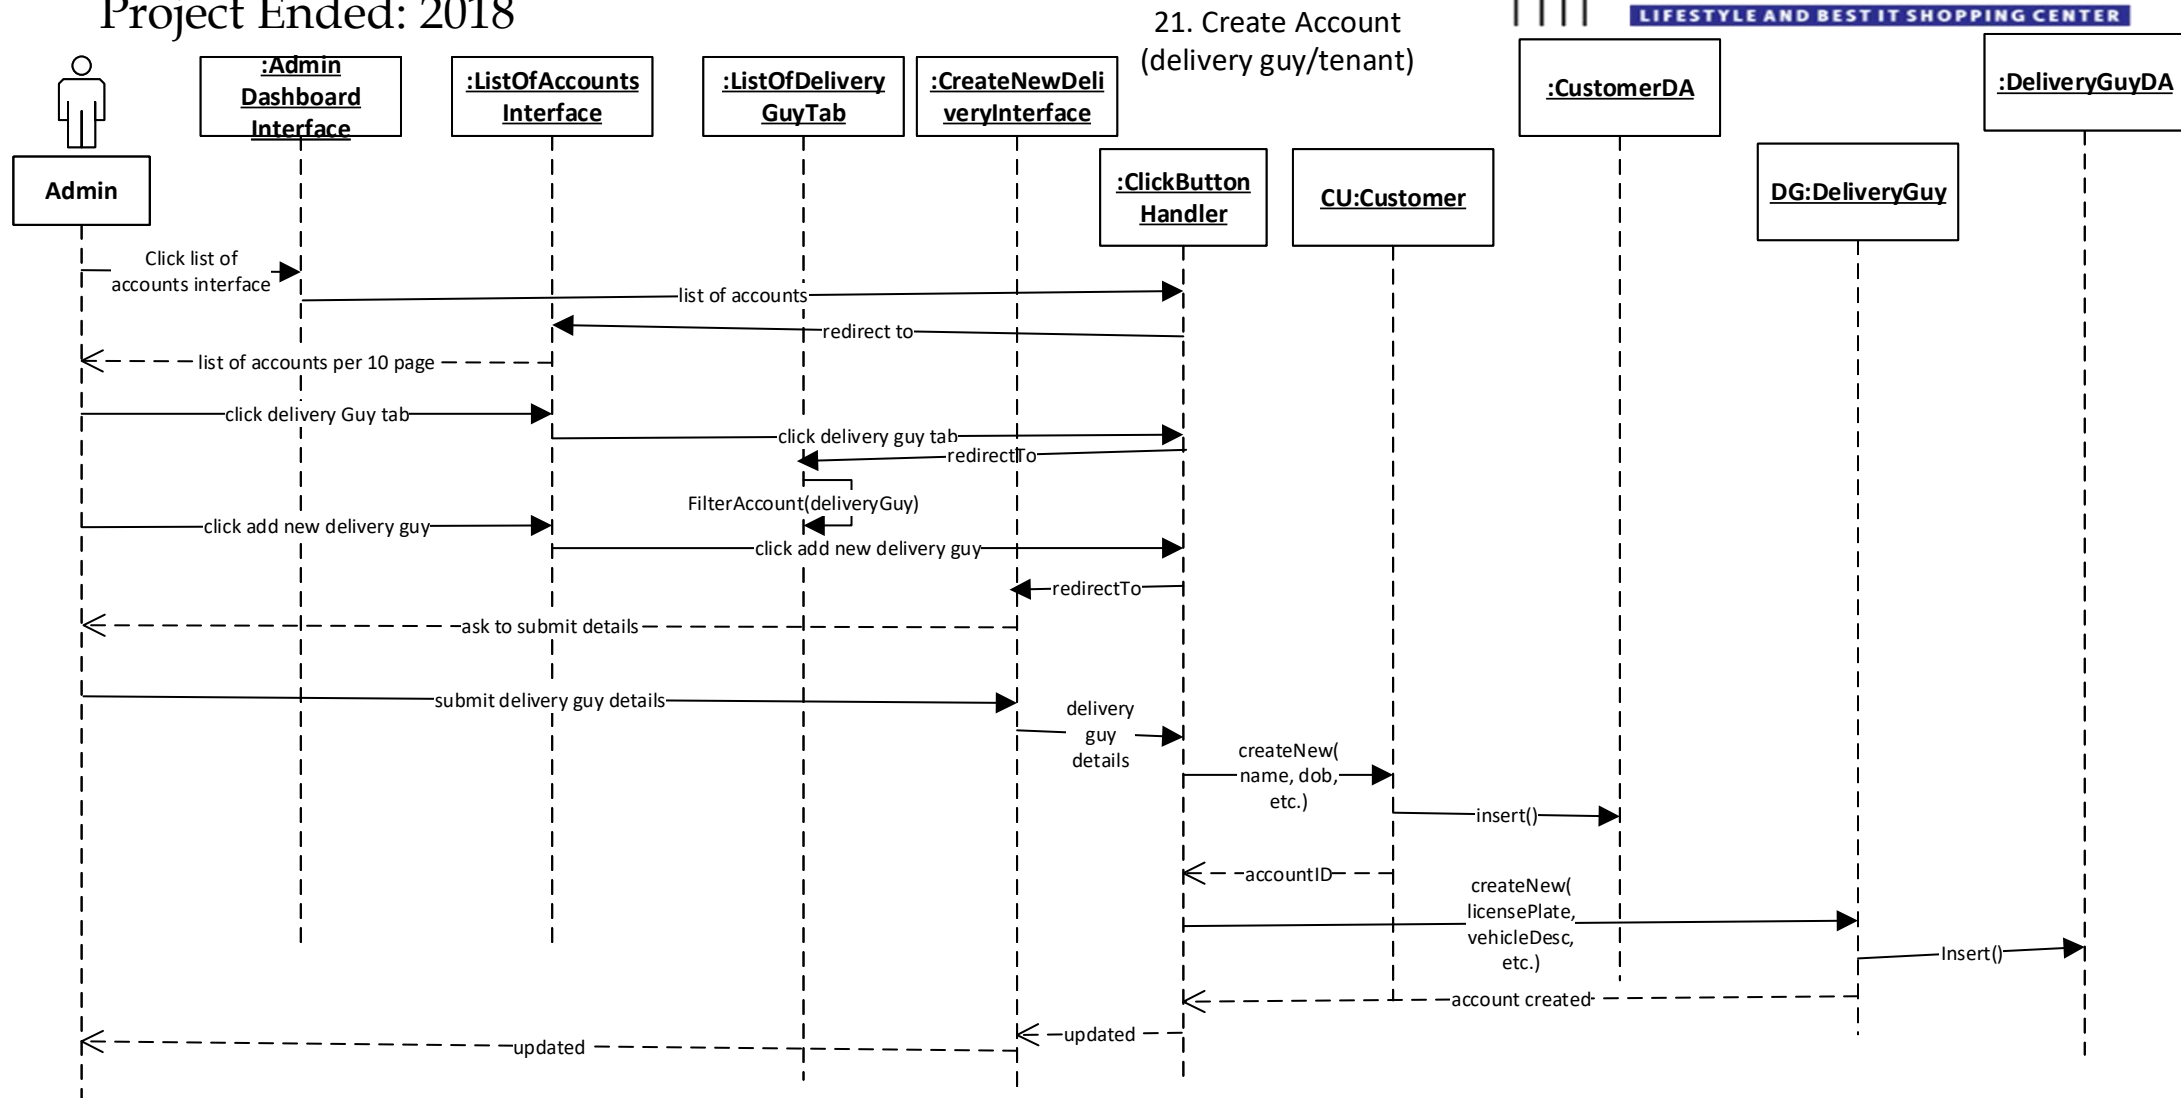 Project Ended: 2018
21. Create Account
(delivery guy/tenant)
LIFESTYLE AND BEST IT SHOPPING CENTER
:Admin
Dashboard
Interface
:ListOfAccounts
Interface
:ListOfDelivery
GuyTab
:CreateNewDeli
veryInterface
:CustomerDA
:DeliveryGuyDA
Admin
:ClickButton
Handler
CU:Customer
DG:DeliveryGuy
Click list of
accounts interface
list of accounts
redirect to
list of accounts per 10 page
click delivery Guy tab
click delivery guy tab
redirectTo
FilterAccount(deliveryGuy)
click add new delivery guy
click add new delivery guy
redirectTo
ask to submit details
submit delivery guy details
delivery
guy
details
createNew(
name, dob,
etc.)
insert()
accountID
createNew(
licensePlate,
vehicleDesc,
etc.)
Insert()
account created
updated
updated